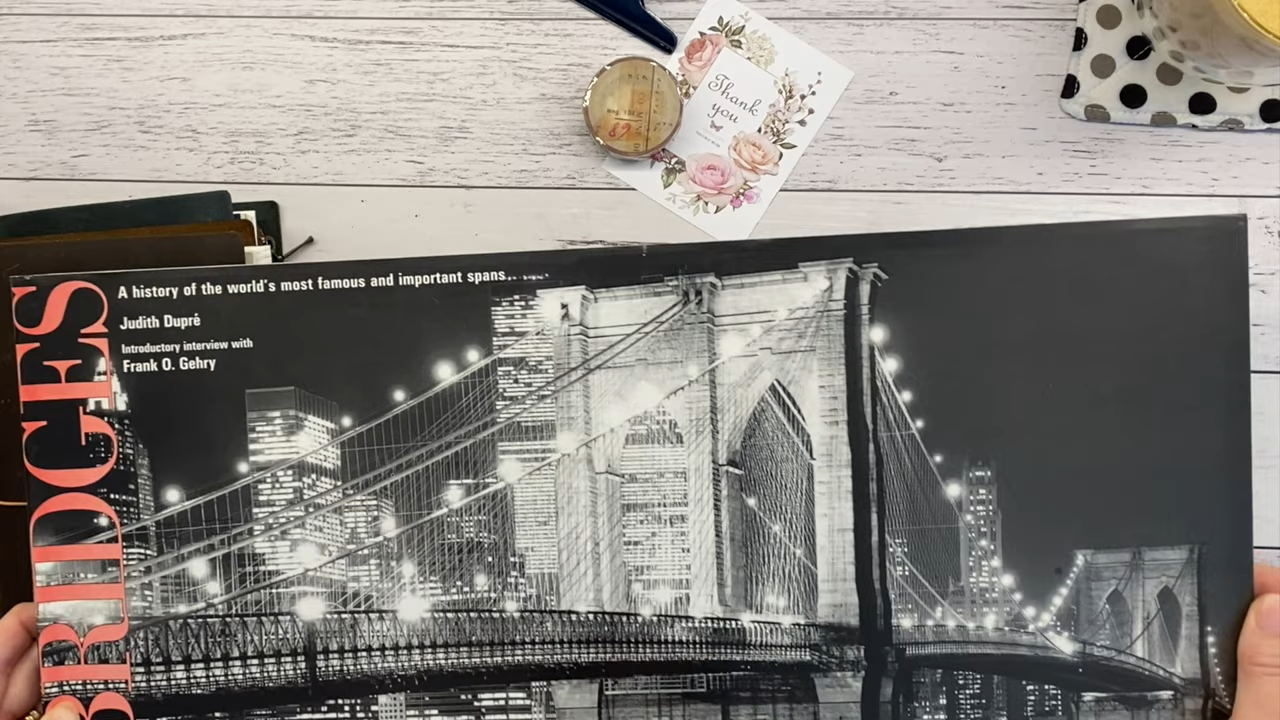 Thank
you
89
A history of the world's most famous and important spans
Judith Dupré
Introductory interview with
Frank O. Gehry
BRIDGES